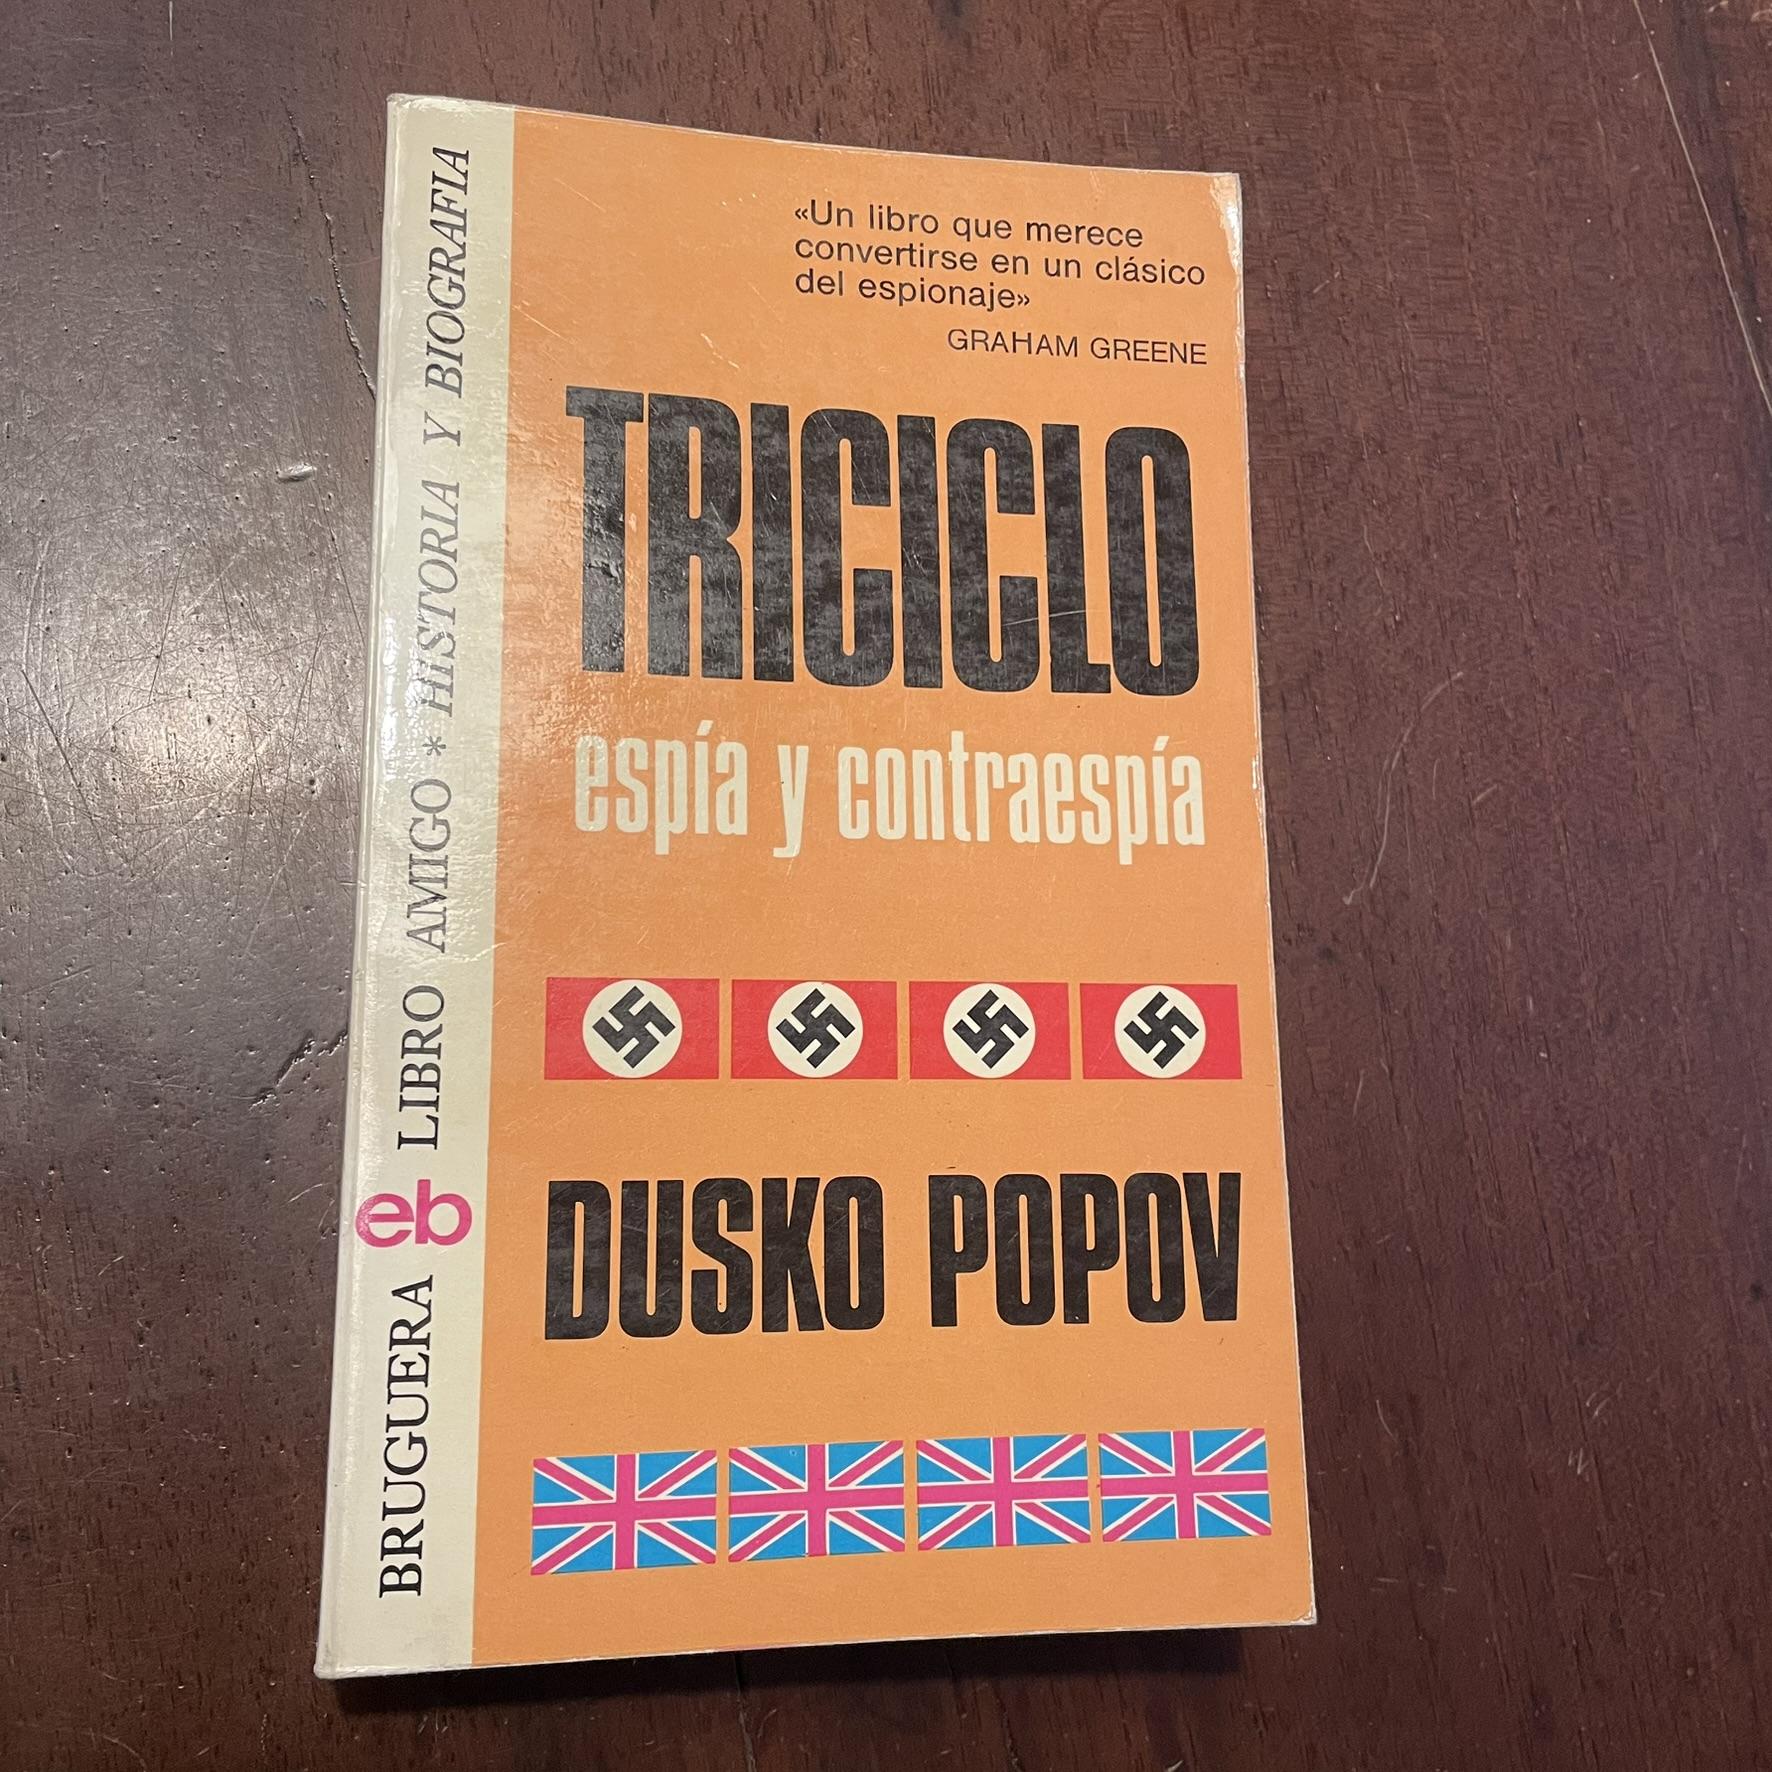 «Un libro que merece
convertirse en un clásico
del espionaje»
GRAHAM GREENE
TRICICLO
espía y contraespía
DUSKO POPOV
BRUGUERA eb LIBRO AMIGO * HISTORIA Y BIOGRAFIA